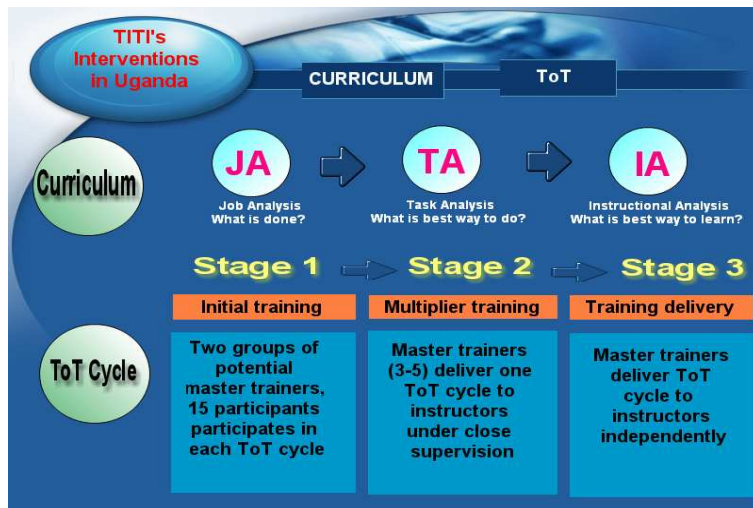 TITI's
Interventions
in Uganda
CURRICULUM
ToT
Curriculum
JA
TA
IA
Job Analysis
What is done?
Task Analysis
What is best way to do?
Instructional Analysis
What is best way to learn?
Stage 1
Stage 2
Stage 3
Initial training
Multiplier training
Training delivery
ToT Cycle
Two groups of
potential
master trainers,
15 participants
participates in
each ToT cycle
Master trainers
(3-5) deliver one
ToT cycle to
instructors
under close
supervision
Master trainers
deliver ToT
cycle to
instructors
independently